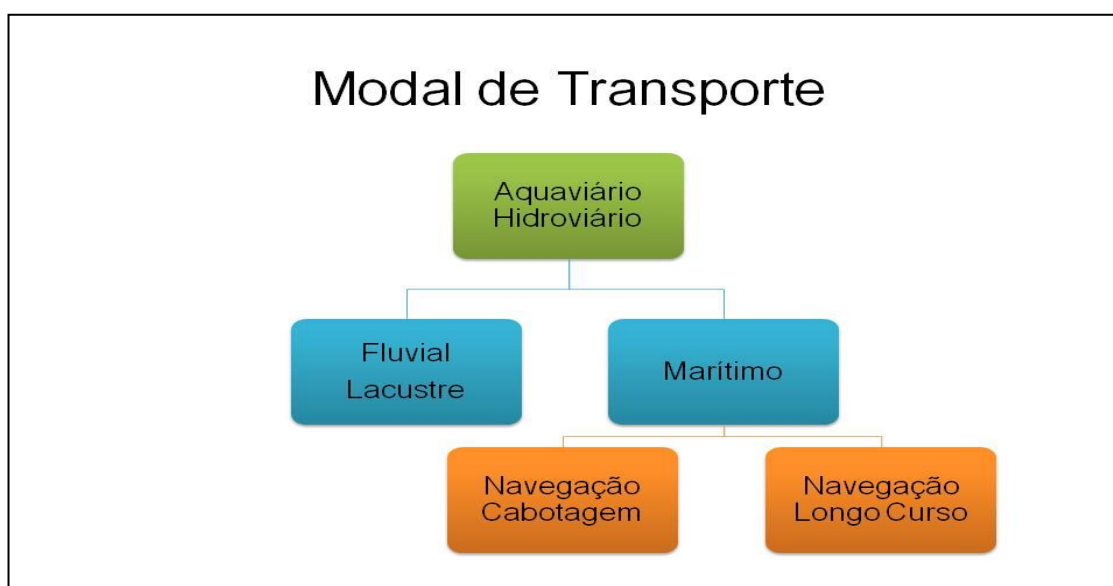 Modal de Transporte
Aquaviário
Hidroviário
Fluvial
Lacustre
Marítimo
Navegação
Cabotagem
Navegação
Longo Curso